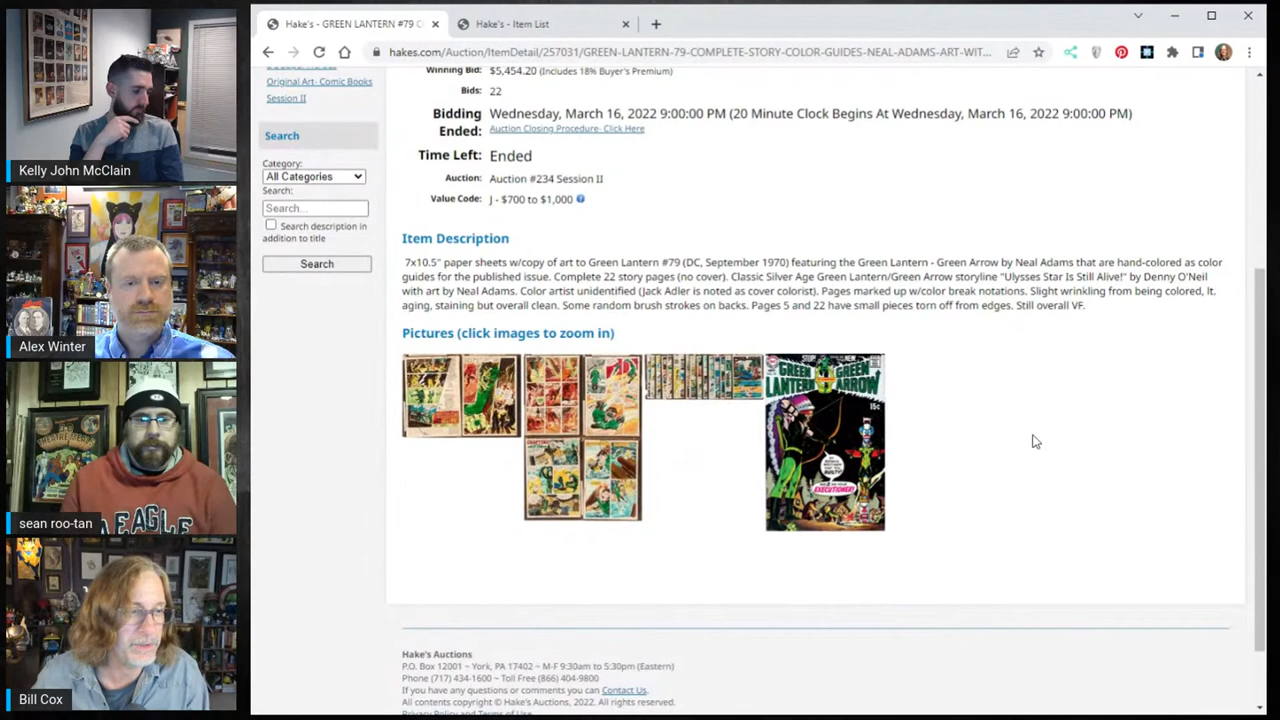 Kelly John McClain
Alex Winter
THEATRE MEN
sean roo-tan
EAGLE
Bill Cox
Hake's - GREEN LANTERN #79 C
Hake's - Item List
hakes.com/Auction/ItemDetail/257031/GREEN-LANTERN-79-COMPLETE-STORY-COLOR-GUIDES-NEAL-ADAMS-ART-WIT...
Original Art- Comic Books
Session II
Search
Category:
All Categories
Search:
Search...
Search description in
addition to title
Search
Winning Bid: $5,454.20 (Includes 18% Buyer's Premium)
Bids: 22
Bidding Wednesday, March 16, 2022 9:00:00 PM (20 Minute Clock Begins At Wednesday, March 16, 2022 9:00:00 PM)
Ended: Auction Closing Procedure- Click Here
Time Left: Ended
Auction: Auction #234 Session II
Value Code: J - $700 to $1,000
Item Description
7x10.5" paper sheets w/copy of art to Green Lantern #79 (DC, September 1970) featuring the Green Lantern - Green Arrow by Neal Adams that are hand-colored as color
guides for the published issue. Complete 22 story pages (no cover). Classic Silver Age Green Lantern/Green Arrow storyline "Ulysses Star Is Still Alive!" by Denny O'Neil
with art by Neal Adams. Color artist unidentified (Jack Adler is noted as cover colorist). Pages marked up w/color break notations. Slight wrinkling from being colored, lt.
aging, staining but overall clean. Some random brush strokes on backs. Pages 5 and 22 have small pieces torn off from edges. Still overall VF.
Pictures (click images to zoom in)
GREEN GREEN
LANTERN ARROW
15¢
EXECUTIONER!
Hake's Auctions
P.O. Box 12001 ~ York, PA 17402 ~ M-F 9:30am to 5:30pm (Eastern)
Phone (717) 434-1600 ~ Toll Free (866) 404-9800
If you have any questions or comments you can Contact Us.
All contents copyright © Hake's Auctions, 2022. All rights reserved.
Privacy Policy and Terms of Use